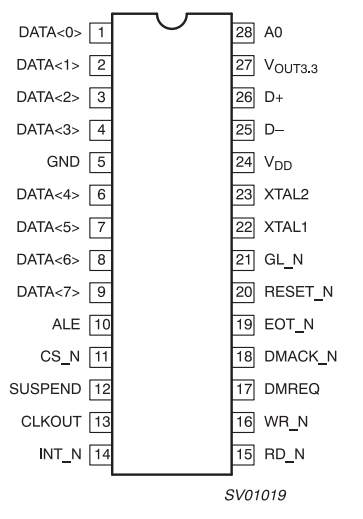 DATA<0> 1 28 A0
DATA<1> 2 27 VOUT3.3
DATA<2> 3 26 D+
DATA<3> 4 25 D–
GND 5 24 VDD
DATA<4> 6 23 XTAL2
DATA<5> 7 22 XTAL1
DATA<6> 8 21 GL_N
DATA<7> 9 20 RESET_N
ALE 10 19 EOT_N
CS_N 11 18 DMACK_N
SUSPEND 12 17 DMREQ
CLKOUT 13 16 WR_N
INT_N 14 15 RD_N
SV01019